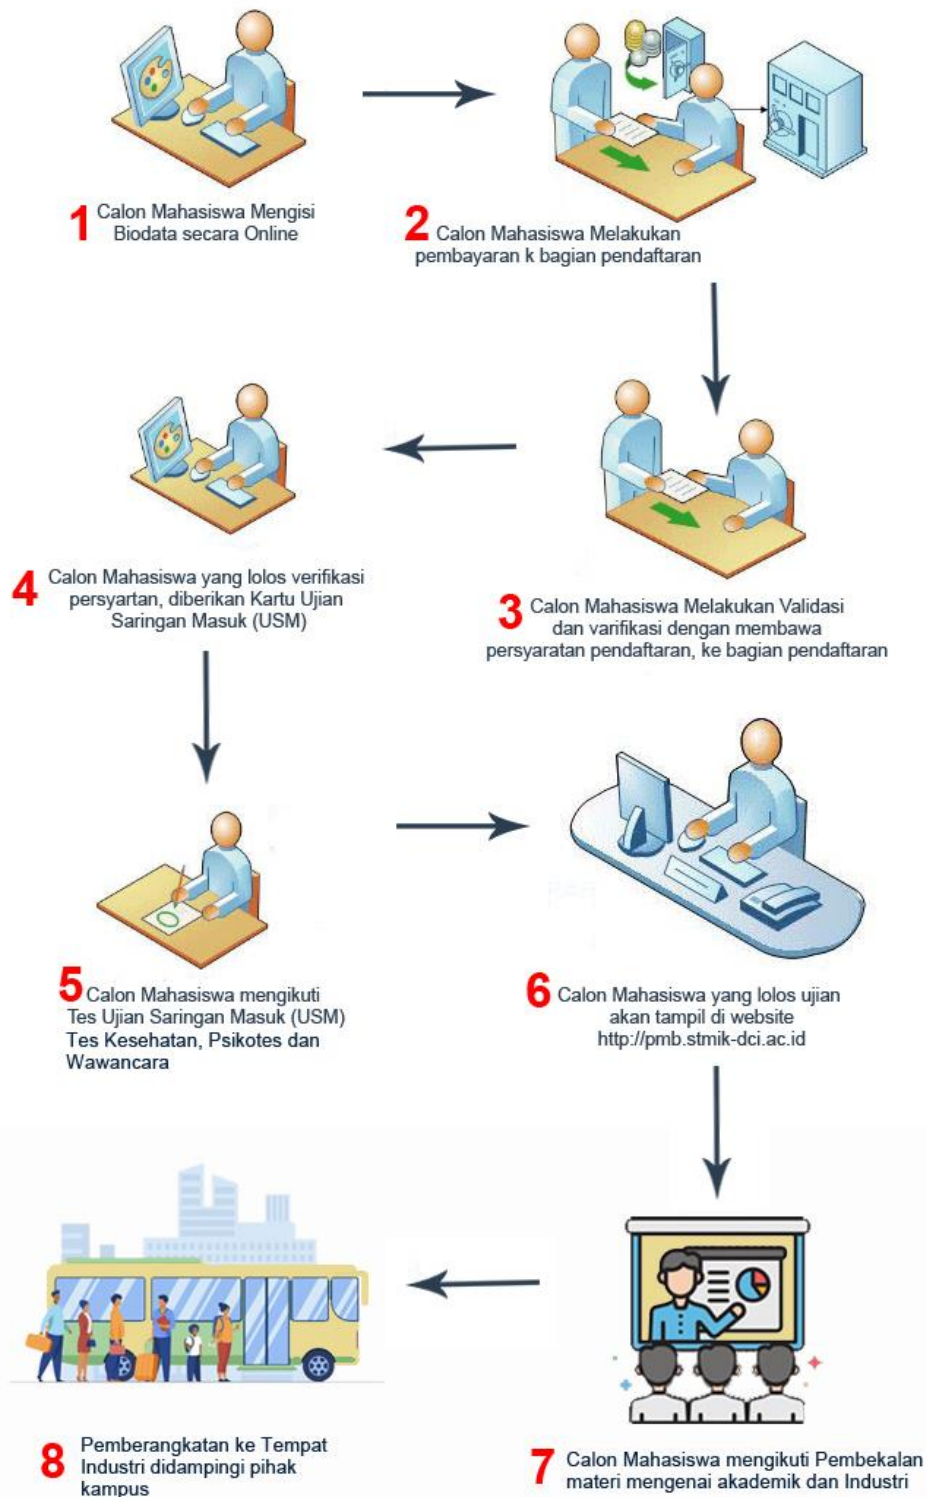 1 Calon Mahasiswa Mengisi
Biodata secara Online
2 Calon Mahasiswa Melakukan
pembayaran k bagian pendaftaran
3 Calon Mahasiswa Melakukan Validasi
dan varifikasi dengan membawa
persyaratan pendaftaran, ke bagian pendaftaran
4 Calon Mahasiswa yang lolos verifikasi
persyartan, diberikan Kartu Ujian
Saringan Masuk (USM)
5 Calon Mahasiswa mengikuti
Tes Ujian Saringan Masuk (USM)
Tes Kesehatan, Psikotes dan
Wawancara
6 Calon Mahasiswa yang lolos ujian
akan tampil di website
http://pmb.stmik-dci.ac.id
7 Calon Mahasiswa mengikuti Pembekalan
materi mengenai akademik dan Industri
8 Pemberangkatan ke Tempat
Industri didampingi pihak
kampus